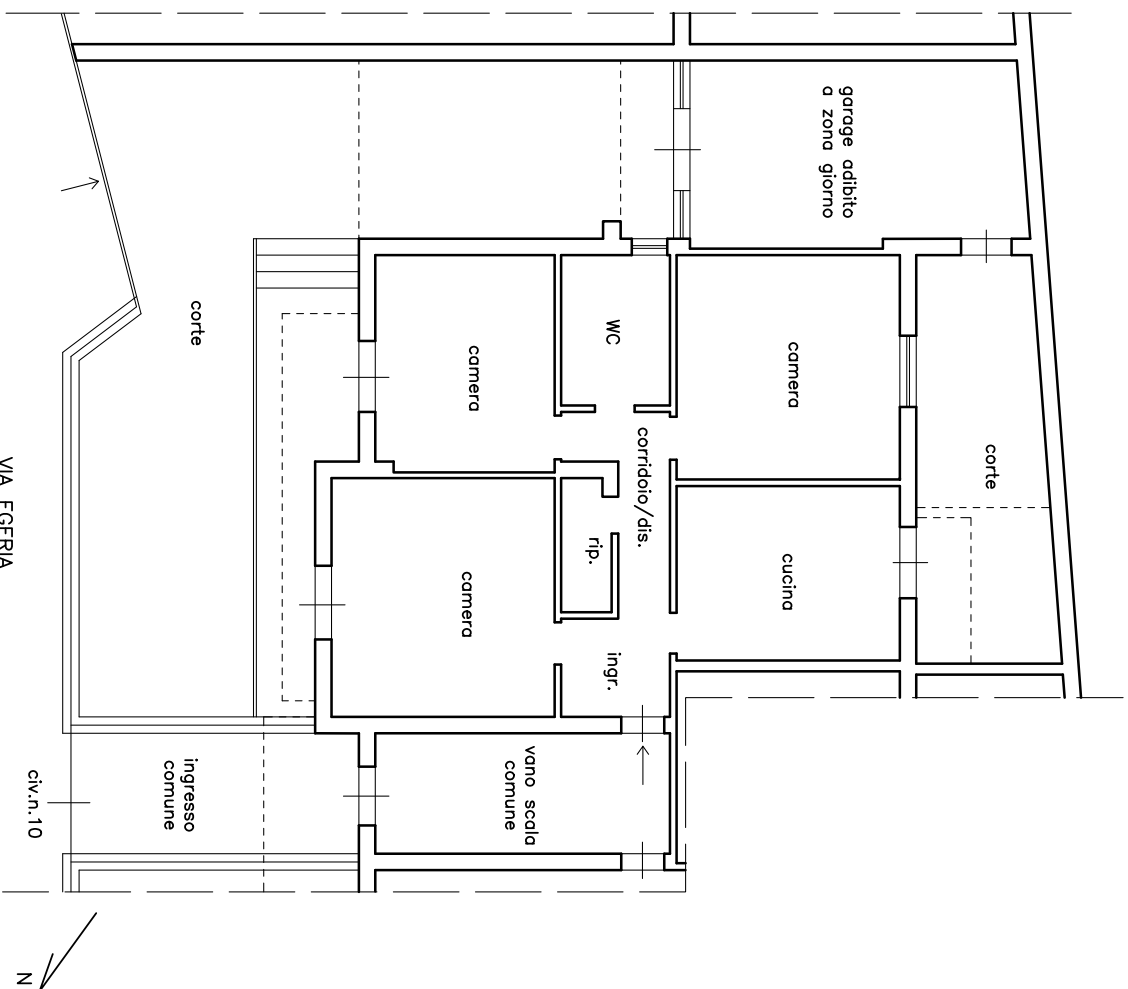 garage adibito
a zona giorno
corte
camera
WC
camera
corte
corridoio/dis.
rip.
cucina
camera
ingr.
vano scala
comune
ingresso
comune
civ.n.10
VIA EGERIA
N